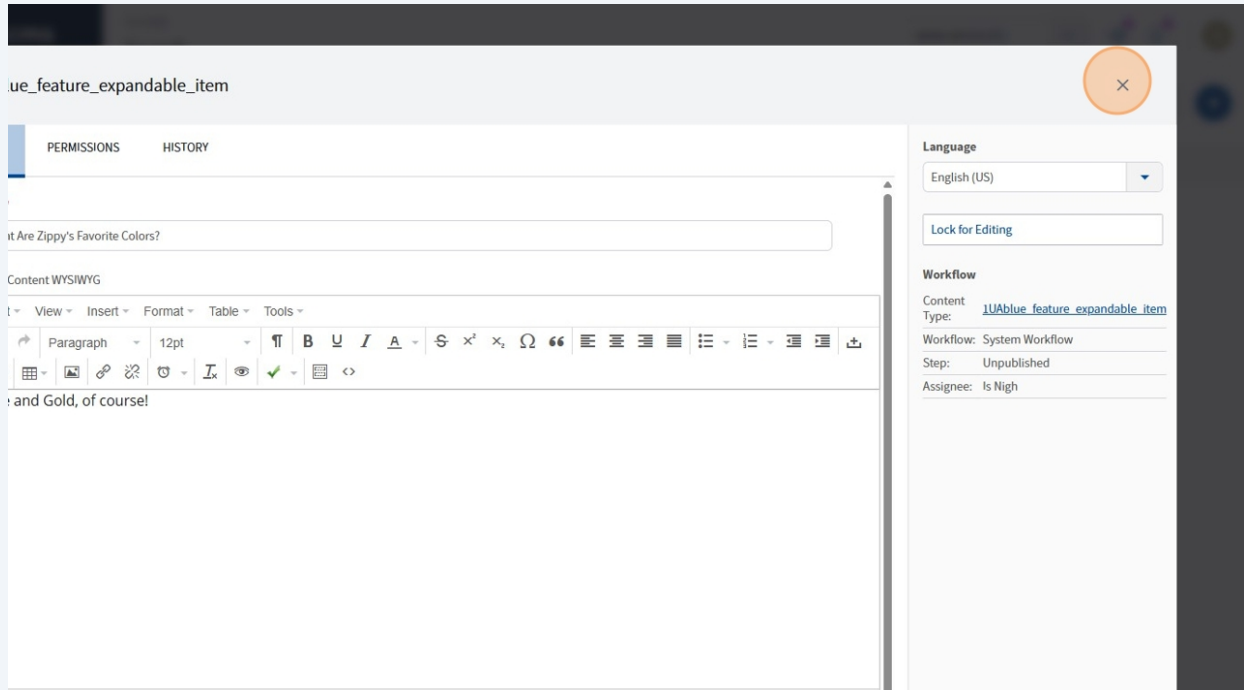 ue_feature_expandable_item
PERMISSIONS HISTORY
Language
English (US)
Are Zippy's Favorite Colors?
Lock for Editing
Content WYSIWYG
Workflow
Content Type: 1UAblue_feature_expandable_item
View Insert Format Table Tools
Paragraph 12pt
Workflow: System Workflow
Step: Unpublished
Assignee: Is Nigh
and Gold, of course!